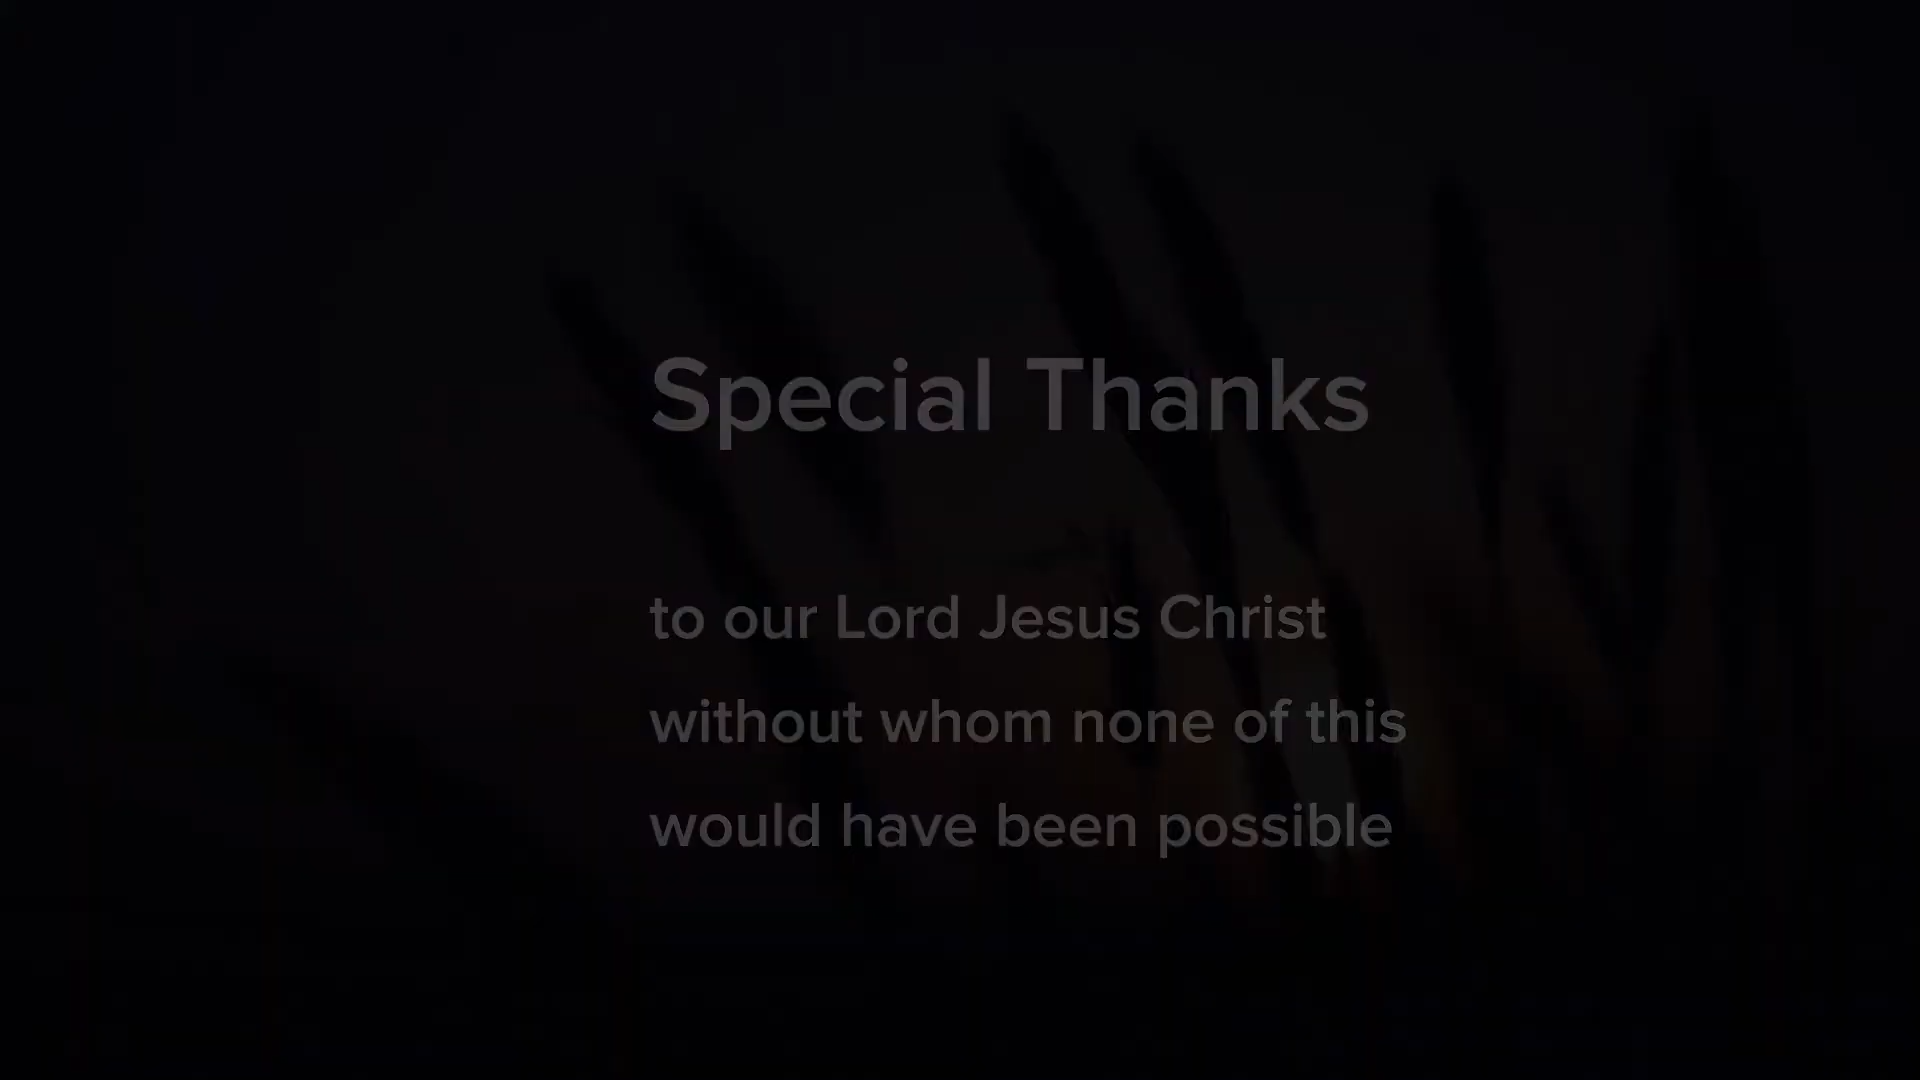 Special Thanks
to our Lord Jesus Christ
without whom none of this
would have been possible